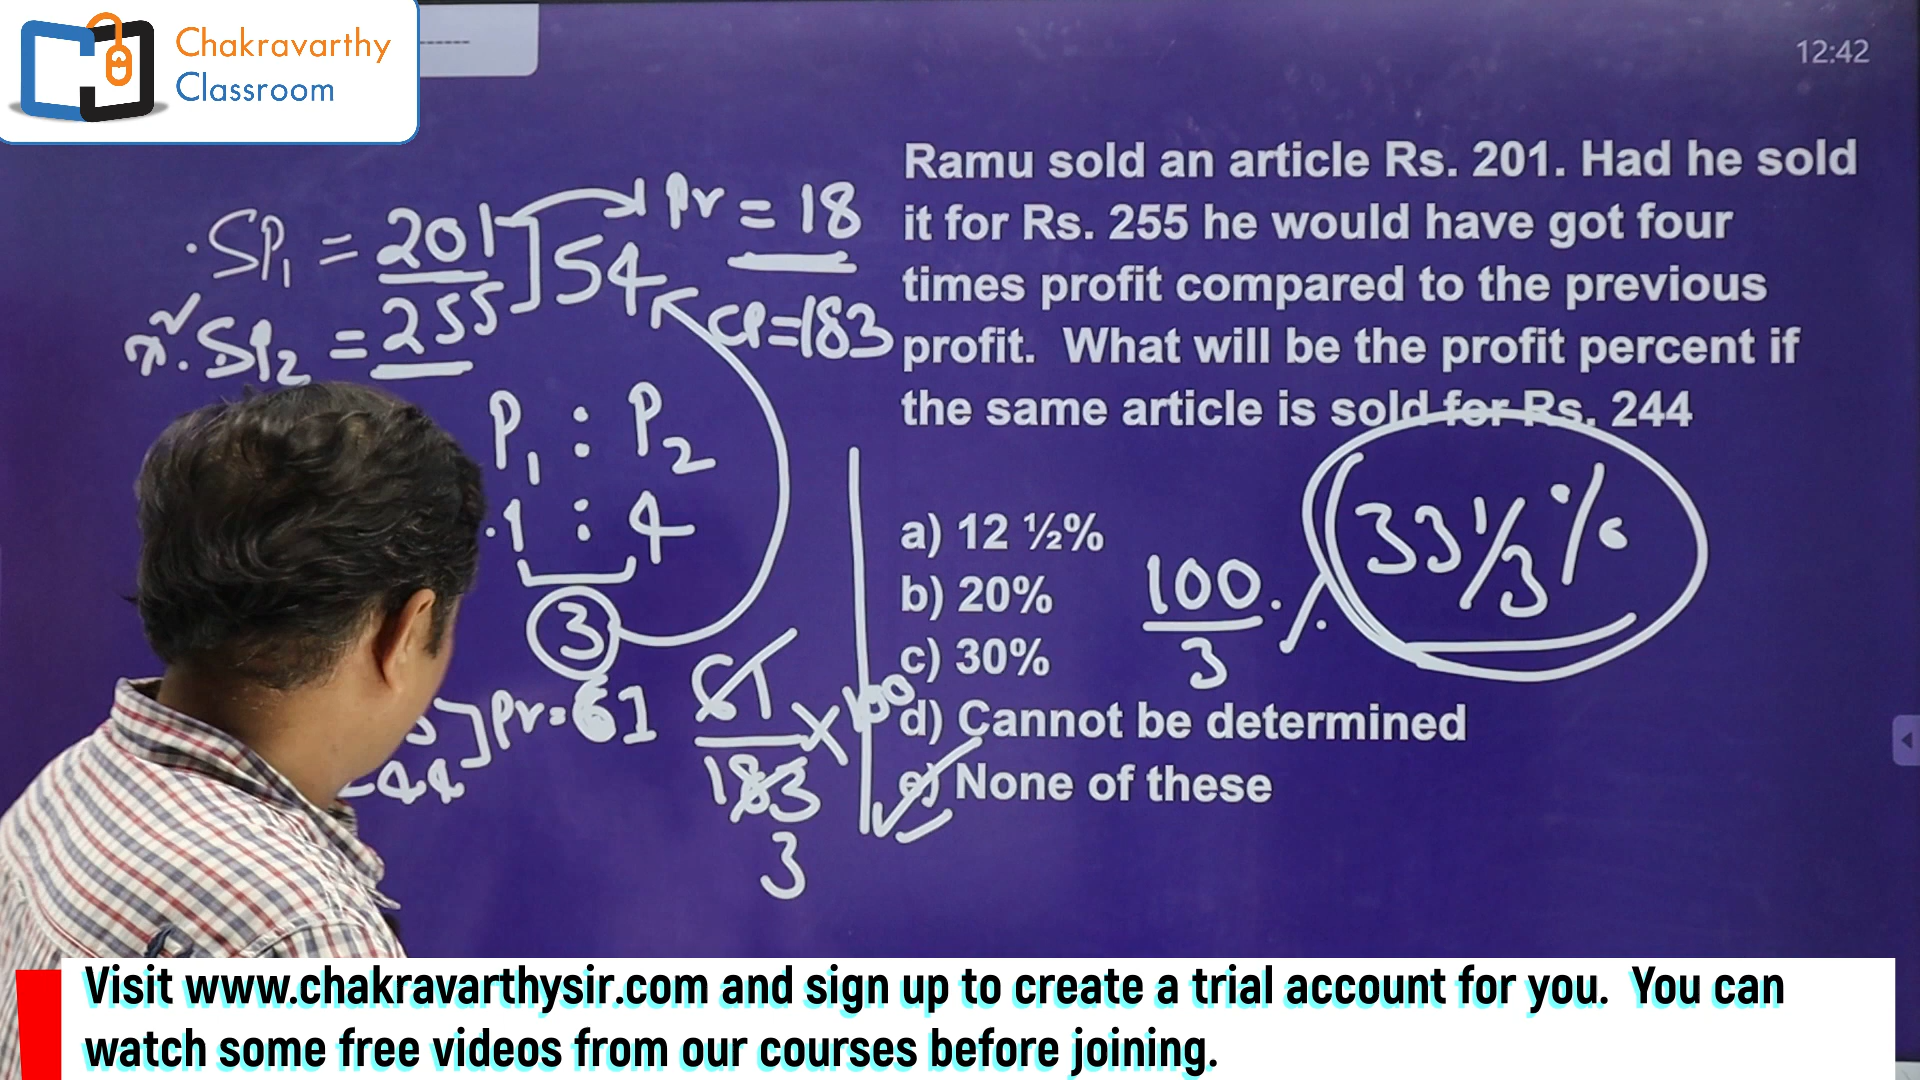 Chakravarthy
Classroom
12:42
Ramu sold an article Rs. 201. Had he sold
it for Rs. 255 he would have got four
times profit compared to the previous
profit. What will be the profit percent if
the same article is sold for Rs. 244
a) 12 ½%
b) 20%
c) 30%
d) Cannot be determined
e) None of these
SP1 = 201
SP2 = 255
54
Pr = 18
CP=183
P1 : P2
1 : 4
3
Pr=61
61
183
×100
3
100
3
%
33 1/3 %
Visit www.chakravarthysir.com and sign up to create a trial account for you. You can
watch some free videos from our courses before joining.